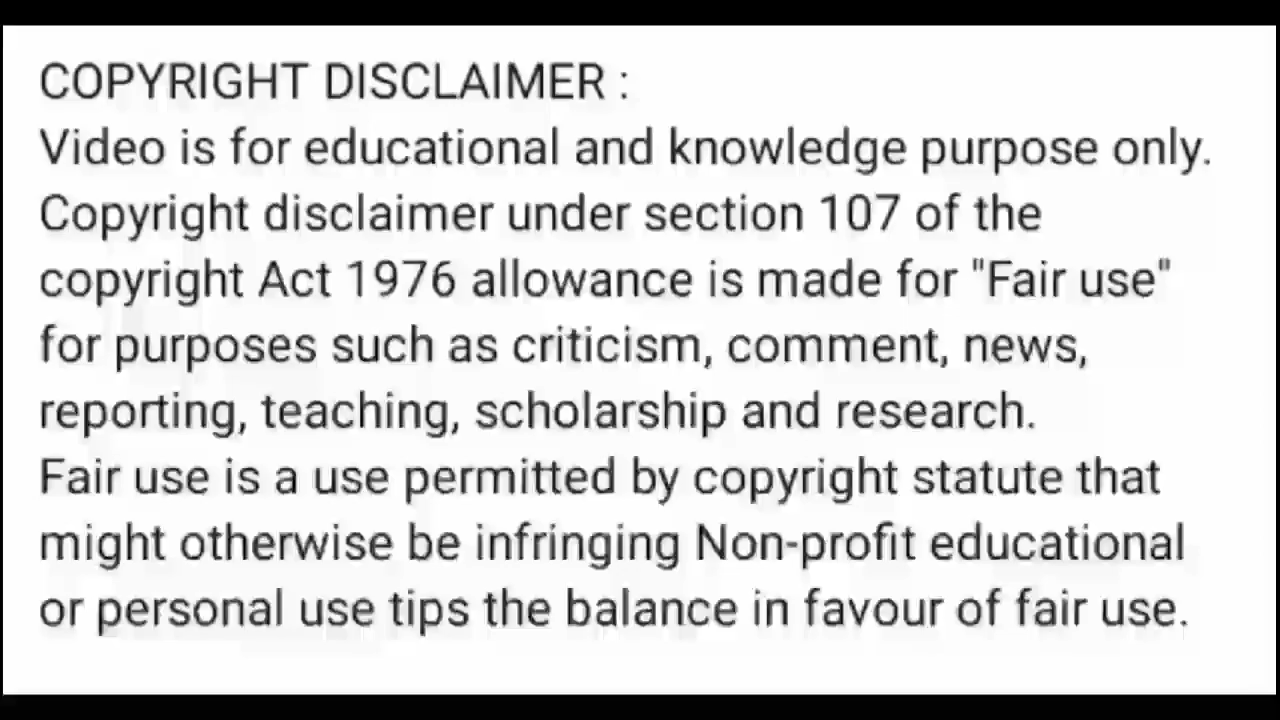 COPYRIGHT DISCLAIMER :
Video is for educational and knowledge purpose only.
Copyright disclaimer under section 107 of the
copyright Act 1976 allowance is made for "Fair use"
for purposes such as criticism, comment, news,
reporting, teaching, scholarship and research.
Fair use is a use permitted by copyright statute that
might otherwise be infringing Non-profit educational
or personal use tips the balance in favour of fair use.